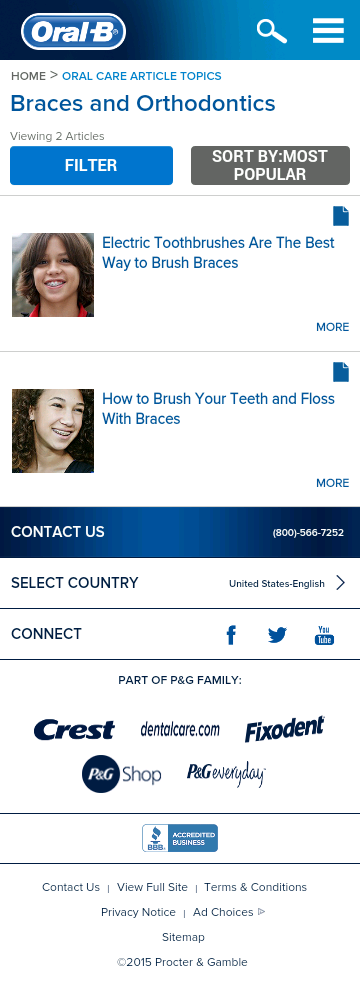 Oral-B
HOME > ORAL CARE ARTICLE TOPICS
Braces and Orthodontics
Viewing 2 Articles
FILTER
SORT BY:MOST
POPULAR
Electric Toothbrushes Are The Best
Way to Brush Braces
MORE
How to Brush Your Teeth and Floss
With Braces
MORE
CONTACT US (800)-566-7252
SELECT COUNTRY United States-English
CONNECT f You Tube
PART OF P&G FAMILY:
Crest dentalcare.com Fixodent
P&G Shop P&G everyday
BBB ACCREDITED
BUSINESS
Contact Us | View Full Site | Terms & Conditions
Privacy Notice | Ad Choices
Sitemap
©2015 Procter & Gamble